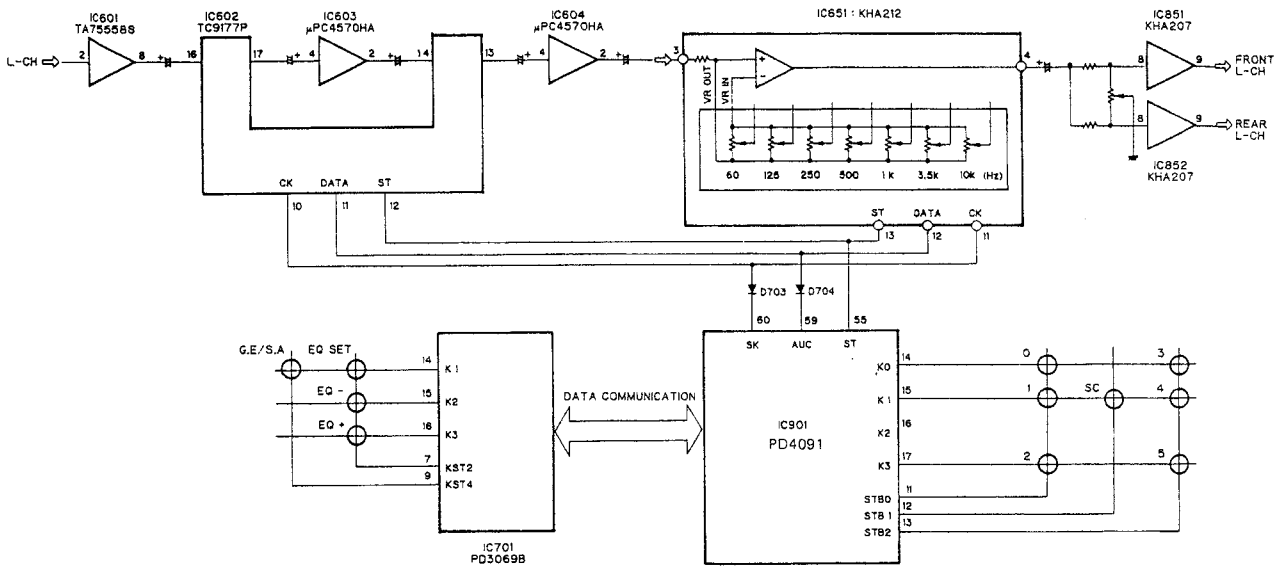 IC601
TA75558S
IC602
TC9177P
IC603
μPC4570HA
IC604
μPC4570HA
IC651 : KHA212
IC851
KHA207
L-CH
2
8
+
16
17
+
4
2
+
14
13
+
4
2
+
3
VR OUT
VR IN
+
−
4
+
8
9
FRONT
L-CH
8
9
REAR
L-CH
IC852
KHA207
60
125
250
500
1k
3.5k
10k
(Hz)
CK
DATA
ST
10
11
12
ST
DATA
CK
13
12
11
D703
D704
60
59
55
SK
AUC
ST
G.E/S.A
EQ SET
14
K1
EQ -
15
K2
EQ +
16
K3
7
KST2
9
KST4
IC701
PD3069B
DATA COMMUNICATION
IC901
PD4091
K0
14
0
3
K1
15
1
SC
4
K2
16
K3
17
2
5
STB0
11
STB1
12
STB2
13